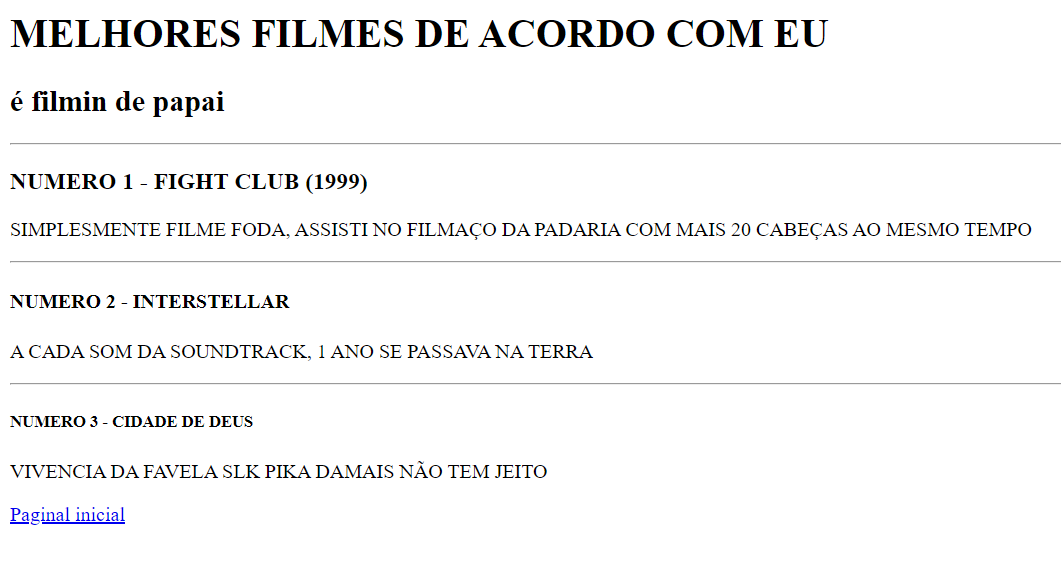 MELHORES FILMES DE ACORDO COM EU
é filmin de papai
NUMERO 1 - FIGHT CLUB (1999)
SIMPLESMENTE FILME FODA, ASSISTI NO FILMAÇO DA PADARIA COM MAIS 20 CABEÇAS AO MESMO TEMPO
NUMERO 2 - INTERSTELLAR
A CADA SOM DA SOUNDTRACK, 1 ANO SE PASSAVA NA TERRA
NUMERO 3 - CIDADE DE DEUS
VIVENCIA DA FAVELA SLK PIKA DAMAIS NÃO TEM JEITO
Paginal inicial